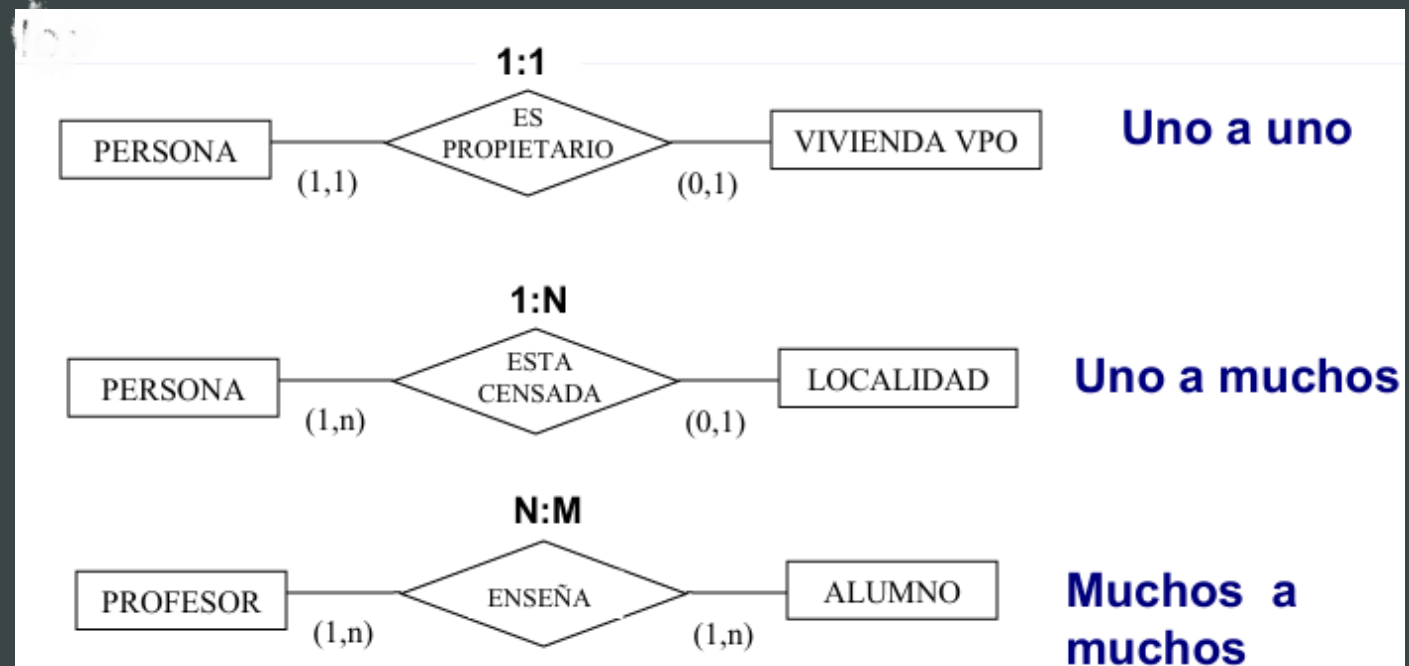 1:1
PERSONA
ES
PROPIETARIO
VIVIENDA VPO
Uno a uno
(1,1)
(0,1)
1:N
PERSONA
ESTA
CENSADA
LOCALIDAD
Uno a muchos
(1,n)
(0,1)
N:M
PROFESOR
ENSEÑA
ALUMNO
Muchos a
muchos
(1,n)
(1,n)